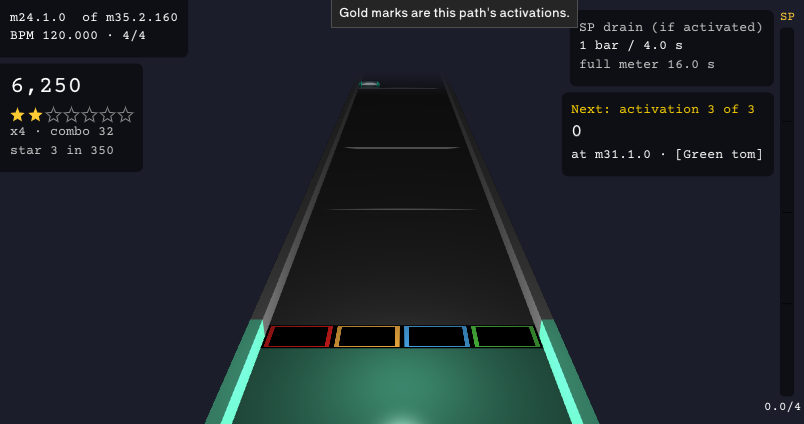 m24.1.0  of m35.2.160
BPM 120.000 · 4/4
6,250
x4 · combo 32
star 3 in 350
Gold marks are this path's activations.
SP drain (if activated)
1 bar / 4.0 s
full meter 16.0 s
Next: activation 3 of 3
0
at m31.1.0 · [Green tom]
SP
0.0/4